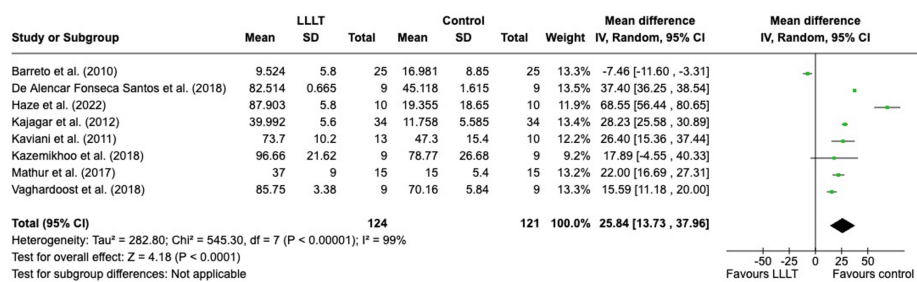 LLLT Control Mean difference Mean difference
Study or Subgroup Mean SD Total Mean SD Total Weight IV, Random, 95% CI IV, Random, 95% CI
Barreto et al. (2010) 9.524 5.8 25 16.981 8.85 25 13.3% -7.46 [-11.60 , -3.31]
De Alencar Fonseca Santos et al. (2018) 82.514 0.665 9 45.118 1.615 9 13.5% 37.40 [36.25 , 38.54]
Haze et al. (2022) 87.903 5.8 10 19.355 18.65 10 11.8% 68.55 [56.44 , 80.65]
Kajagar et al. (2012) 39.992 5.6 34 11.758 5.585 34 13.4% 28.23 [25.58 , 30.89]
Kaviani et al. (2011) 73.7 10.2 13 47.3 15.4 10 12.0% 26.40 [15.36 , 37.44]
Kazemikhoo et al. (2018) 96.66 21.62 9 78.77 26.68 9 9.2% 17.89 [-4.55 , 40.33]
Mathur et al. (2017) 37 9 15 15 5.4 15 13.2% 22.00 [16.69 , 27.31]
Vaghardoost et al. (2018) 85.75 3.38 9 70.16 5.84 9 13.3% 15.59 [11.18 , 20.00]
Total (95% CI) 124 121 100.0% 25.84 [13.73 , 37.96]
Heterogeneity: Tau² = 282.80; Chi² = 545.30, df = 7 (P < 0.00001); I² = 99%
Test for overall effect: Z = 4.18 (P < 0.0001) -50 -25 0 25 50
Test for subgroup differences: Not applicable Favours LLLT Favours control